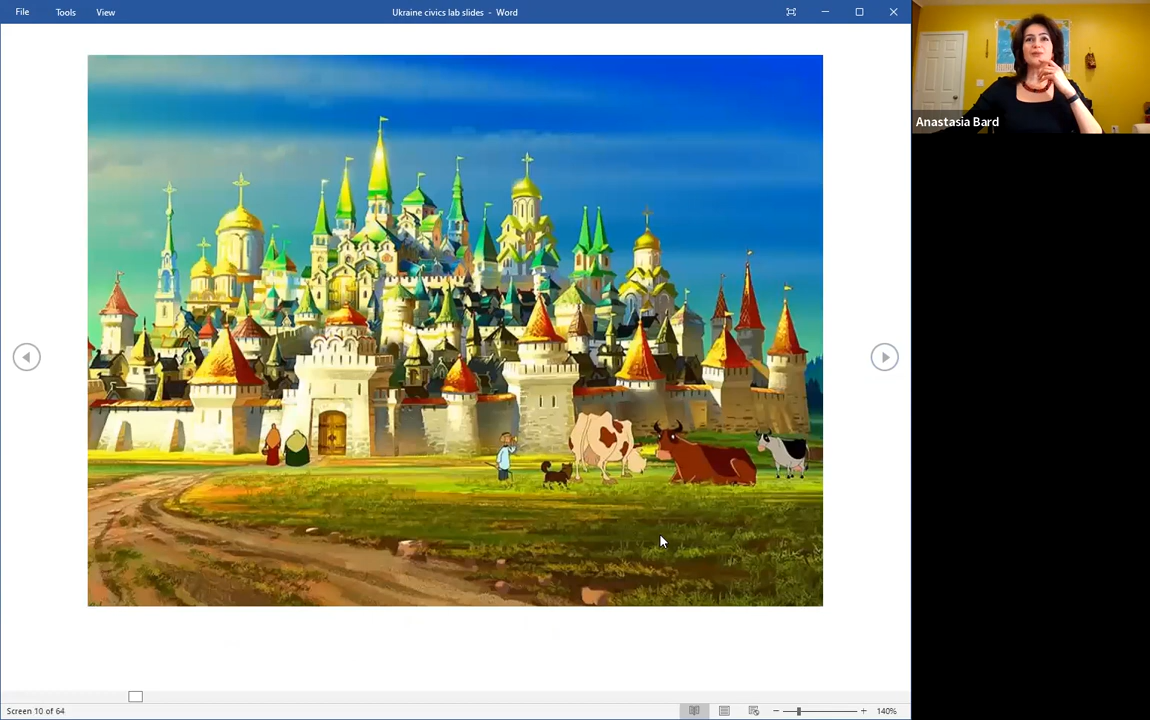 File Tools View Ukraine civics lab slides - Word
Anastasia Bard
Screen 10 of 64 140%